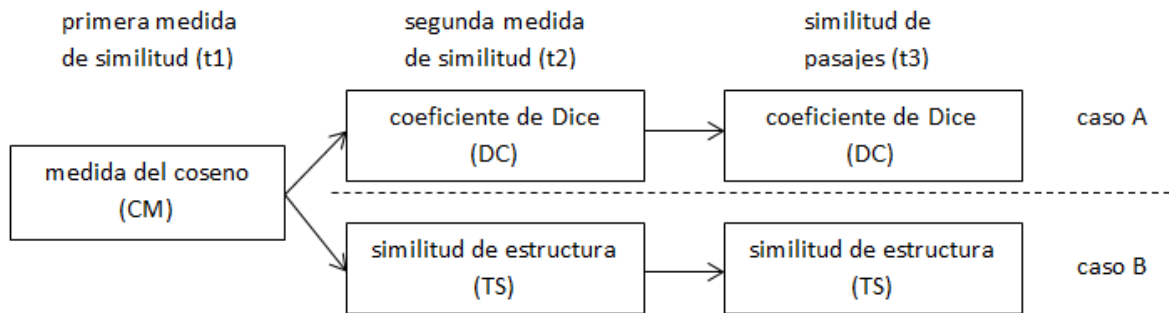 primera medida
de similitud (t1)
segunda medida
de similitud (t2)
similitud de
pasajes (t3)
coeficiente de Dice
(DC)
coeficiente de Dice
(DC)
caso A
medida del coseno
(CM)
similitud de estructura
(TS)
similitud de estructura
(TS)
caso B